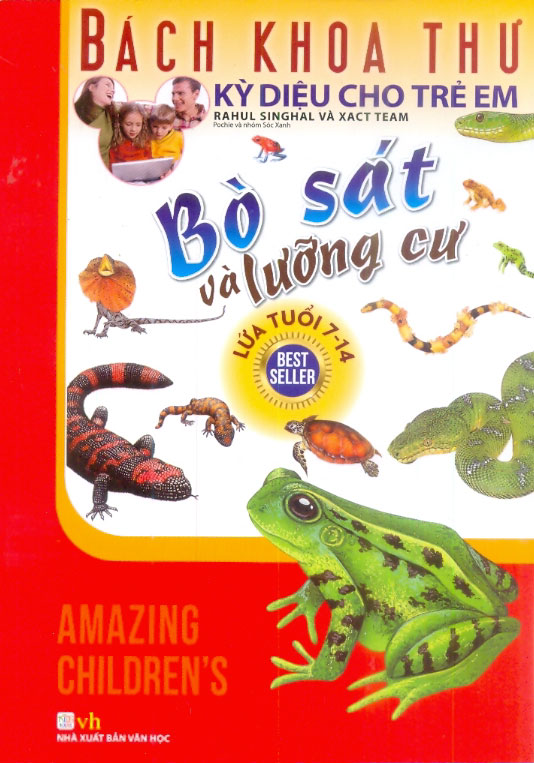 BÁCH KHOA THƯ
KỲ DIỆU CHO TRẺ EM
RAHUL SINGHAL VÀ XACT TEAM
Pochie và nhóm Sóc Xanh
Bò sát
và lưỡng cư
LỨA TUỔI 7-14
BEST
SELLER
AMAZING
CHILDREN'S
vh
NHÀ XUẤT BẢN VĂN HỌC